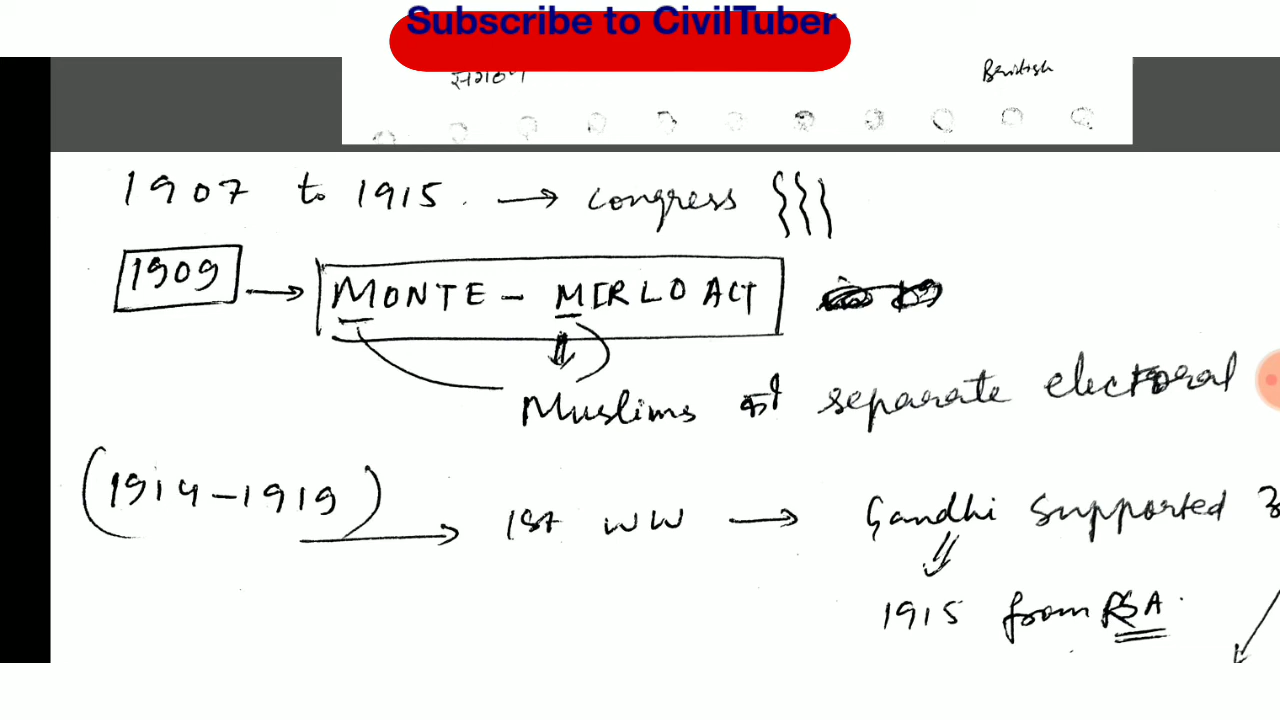 Subscribe to CivilTuber
British
1907 to 1915. → Congress
1909 → MONTE - MIRLO ACT
Muslims को separate electoral
(1914-1919) → 1st WW → Gandhi supported
1915 from RSA.